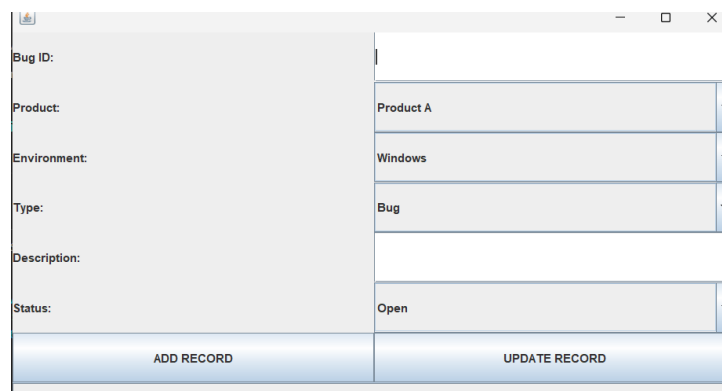 Bug ID:
Product: Product A
Environment: Windows
Type: Bug
Description:
Status: Open
ADD RECORD UPDATE RECORD